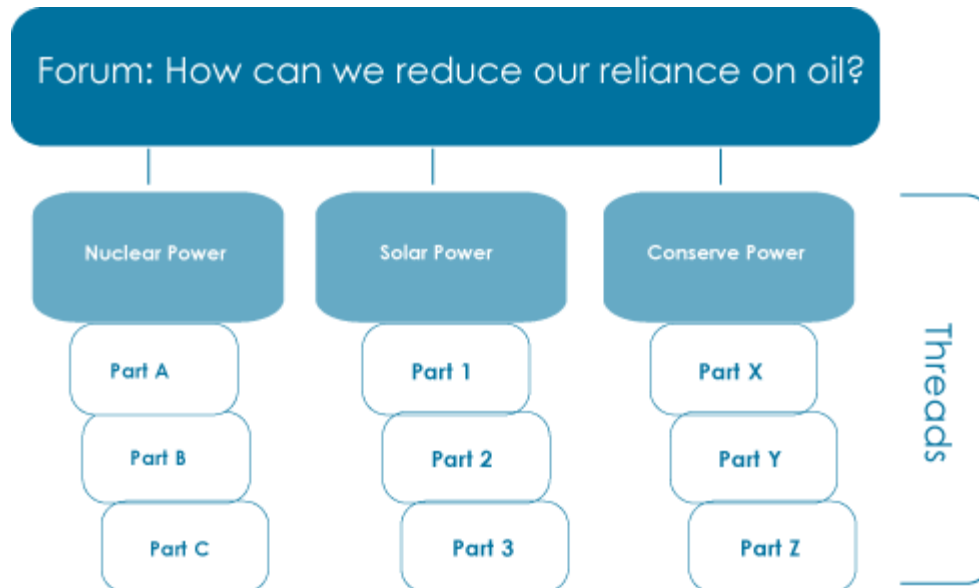 Forum: How can we reduce our reliance on oil?
Nuclear Power
Solar Power
Conserve Power
Part A
Part 1
Part X
Part B
Part 2
Part Y
Part C
Part 3
Part Z
Threads